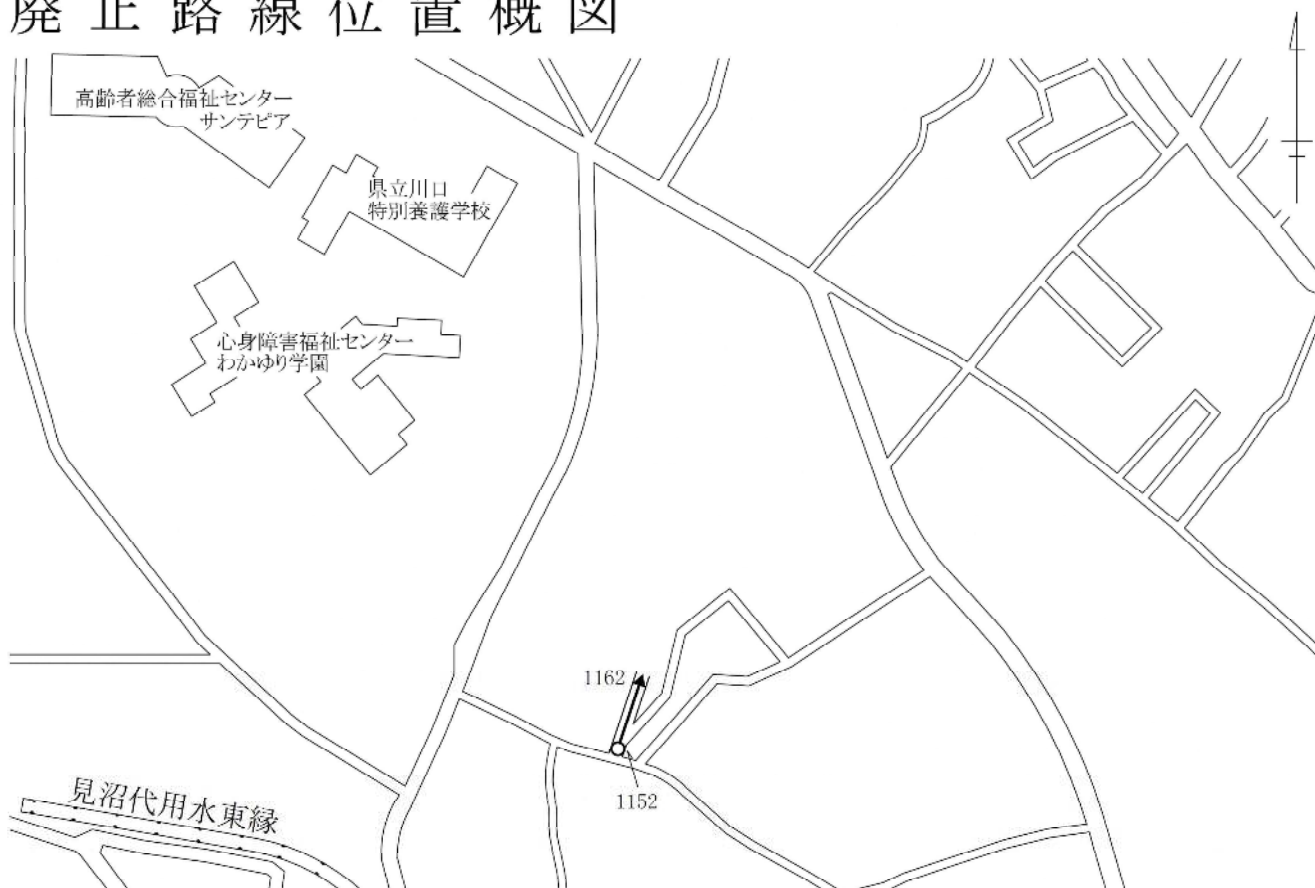 廃止路線位置概図
高齢者総合福祉センター
サンテピア
県立川口
特別養護学校
心身障害福祉センター
わかゆり学園
1162
1152
見沼代用水東縁